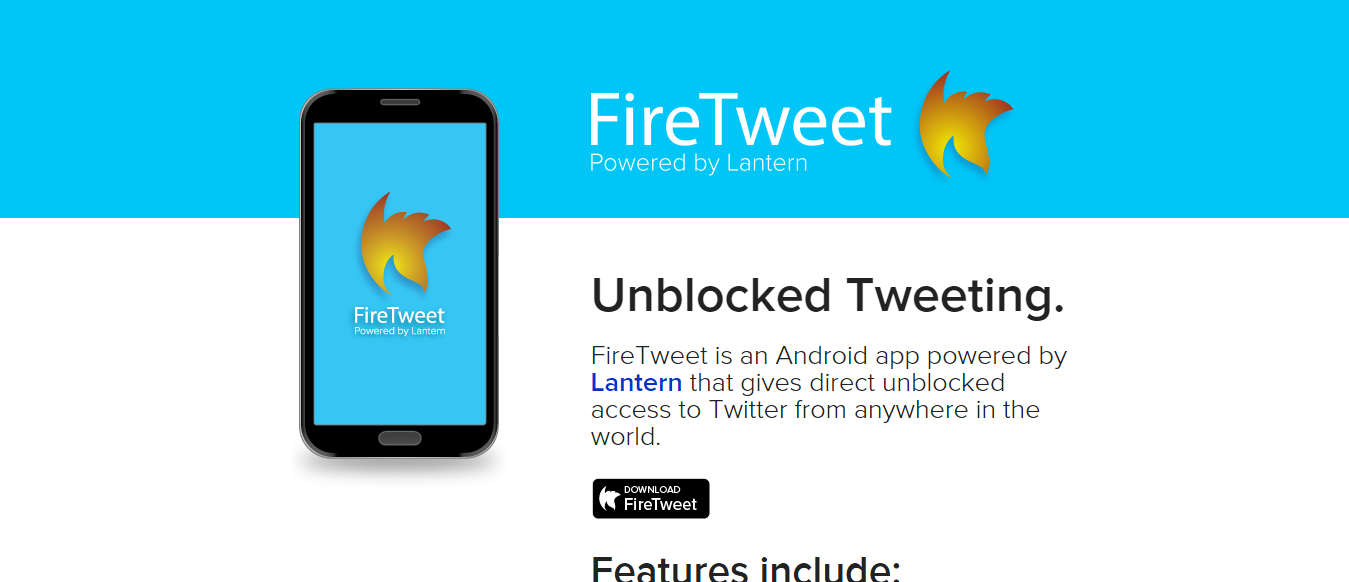 FireTweet
Powered by Lantern
FireTweet
Powered by Lantern
Unblocked Tweeting.
FireTweet is an Android app powered by
Lantern that gives direct unblocked
access to Twitter from anywhere in the
world.
DOWNLOAD
FireTweet
Features include: